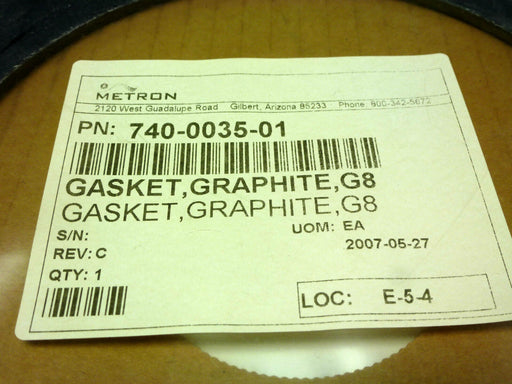 METRON
2120 West Guadalupe Road Gilbert, Arizona 85233 Phone 800-342-5672
PN: 740-0035-01
GASKET,GRAPHITE,G8
GASKET,GRAPHITE,G8
S/N: UOM: EA
REV: C 2007-05-27
QTY: 1
LOC: E-5-4